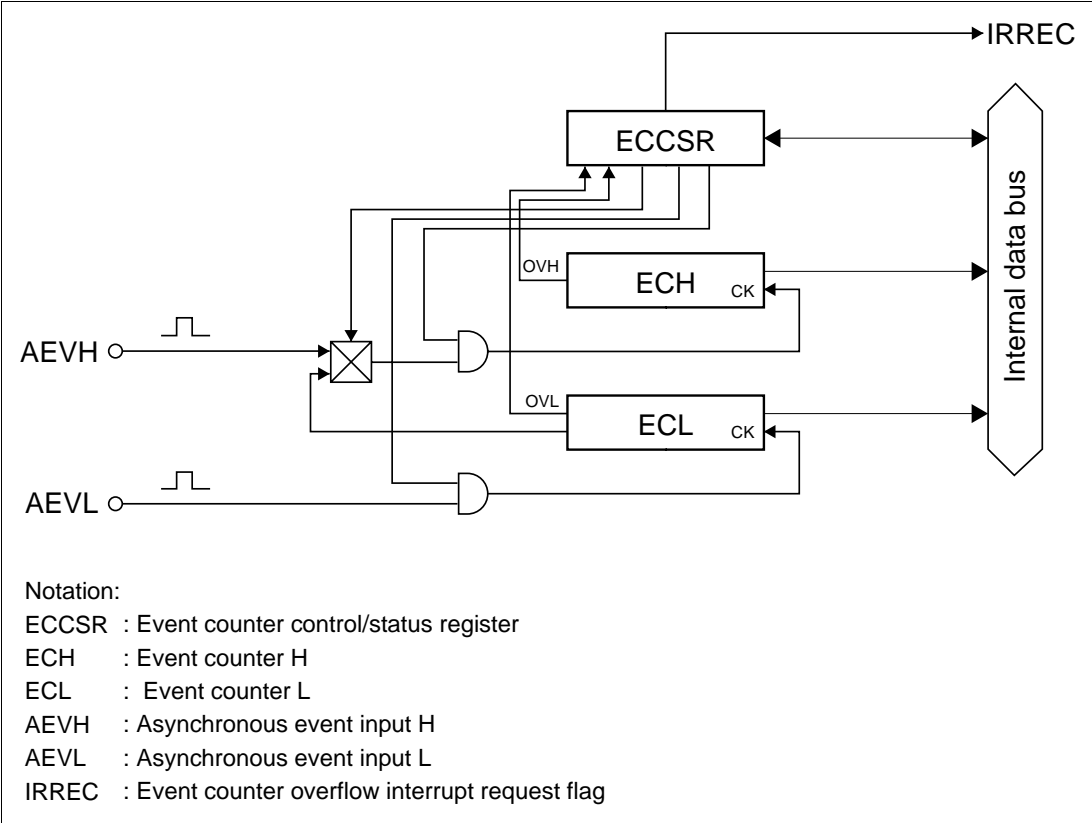 IRREC
ECCSR
Internal data bus
OVH
ECH
CK
AEVH
OVL
ECL
CK
AEVL
Notation:
ECCSR : Event counter control/status register
ECH : Event counter H
ECL : Event counter L
AEVH : Asynchronous event input H
AEVL : Asynchronous event input L
IRREC : Event counter overflow interrupt request flag